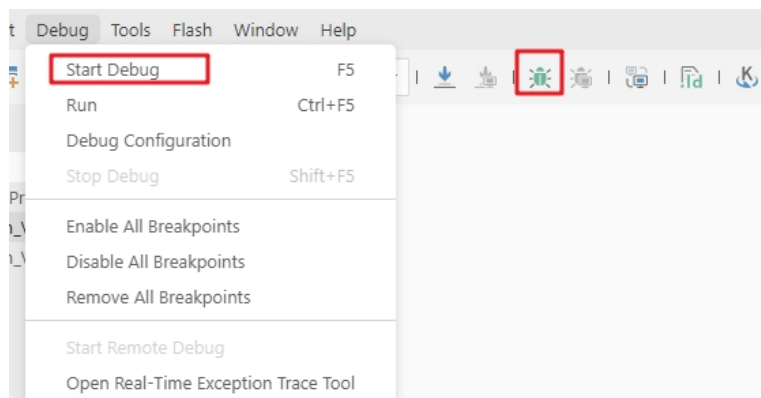 t Debug Tools Flash Window Help
Start Debug F5
Run Ctrl+F5
Debug Configuration
Stop Debug Shift+F5
Pr
Enable All Breakpoints
Disable All Breakpoints
Remove All Breakpoints
Start Remote Debug
Open Real-Time Exception Trace Tool